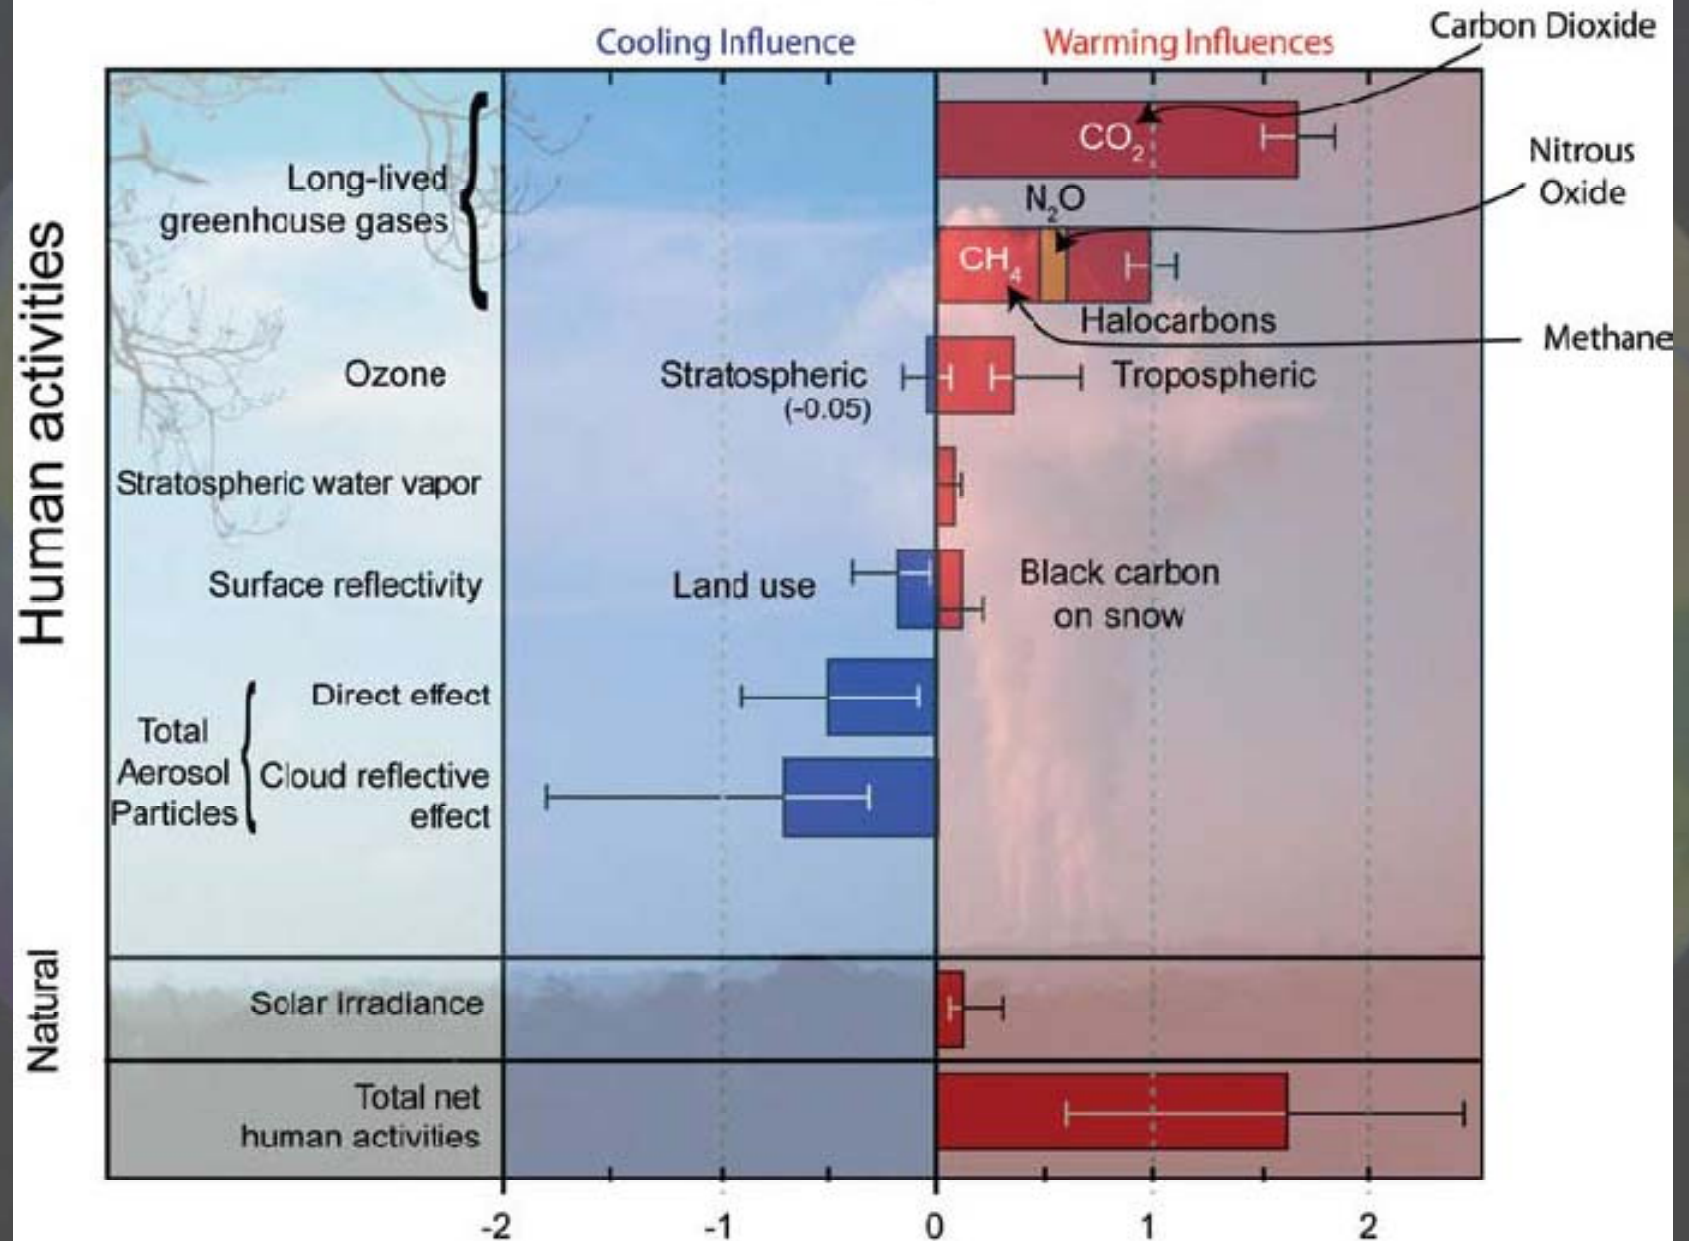 Cooling Influence
Warming Influences
Carbon Dioxide
CO₂
Nitrous
Oxide
Long-lived
greenhouse gases
N₂O
CH₄
Halocarbons
Methane
Human activities
Ozone
Stratospheric
(-0.05)
Tropospheric
Stratospheric water vapor
Surface reflectivity
Land use
Black carbon
on snow
Total
Aerosol
Particles
Direct effect
Cloud reflective
effect
Natural
Solar Irradiance
Total net
human activities
-2 -1 0 1 2